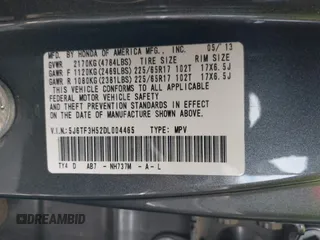 MFD. BY HONDA OF AMERICA MFG., INC. 05/13
GVWR 2170KG(4784LBS) TIRE SIZE RIM SIZE
GAWR F 1120KG(2469LBS) 225/65R17 102T 17X6.5J
GAWR R 1080KG(2381LBS) 225/65R17 102T 17X6.5J
THIS VEHICLE CONFORMS TO ALL APPLICABLE
FEDERAL MOTOR VEHICLE SAFETY AND
THEFT PREVENTION STANDARDS IN EFFECT
ON THE DATE OF MANUFACTURE SHOWN ABOVE.
V.I.N.: 5J6TF3H52DL004465 TYPE: MPV
TY4 D AB7 - NH737M - A - L
DREAMBID